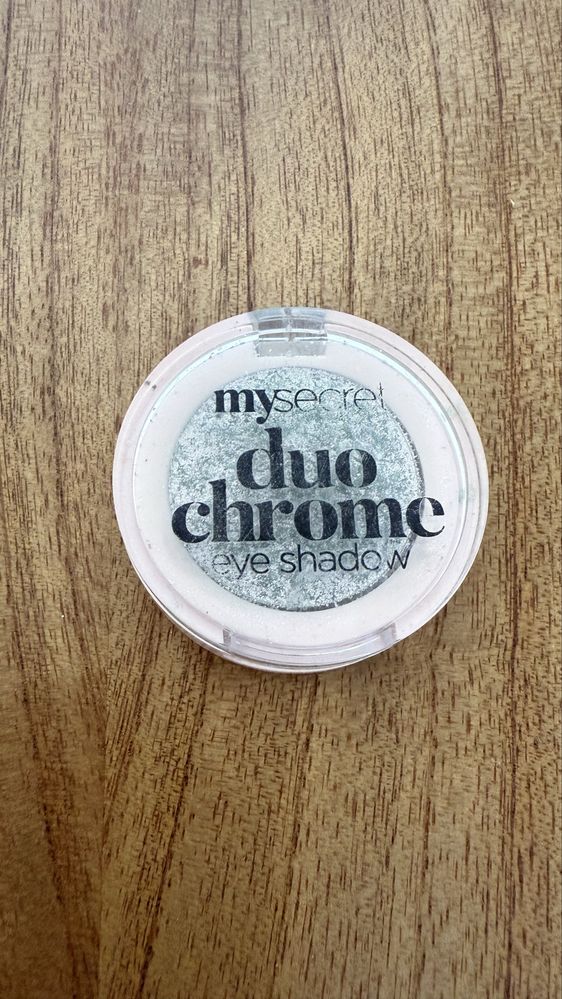 mysecret
duo
chrome
eye shadow